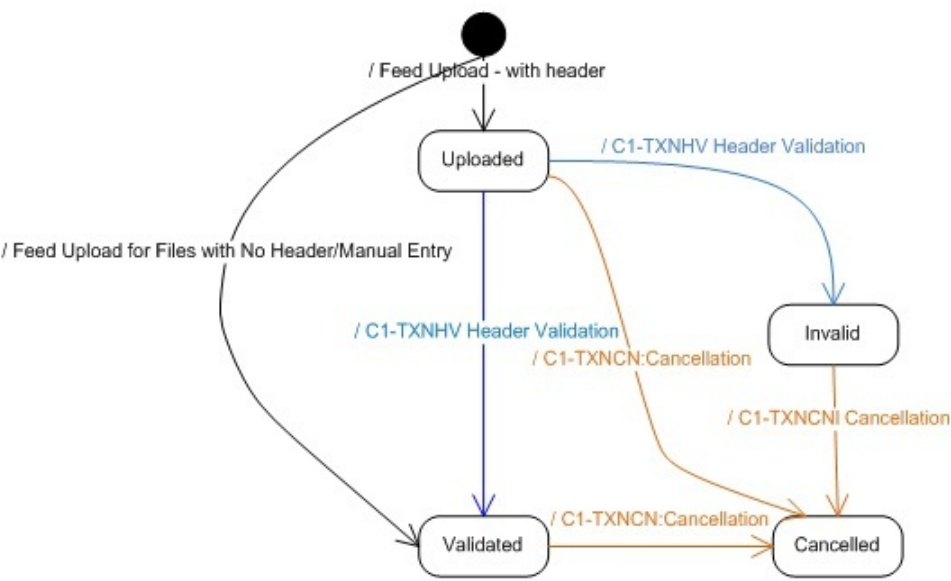 / Feed Upload - with header
Uploaded
/ C1-TXNHV Header Validation
/ Feed Upload for Files with No Header/Manual Entry
/ C1-TXNHV Header Validation
Invalid
/ C1-TXNCN:Cancellation
/ C1-TXNCNI Cancellation
/ C1-TXNCN:Cancellation
Validated
Cancelled